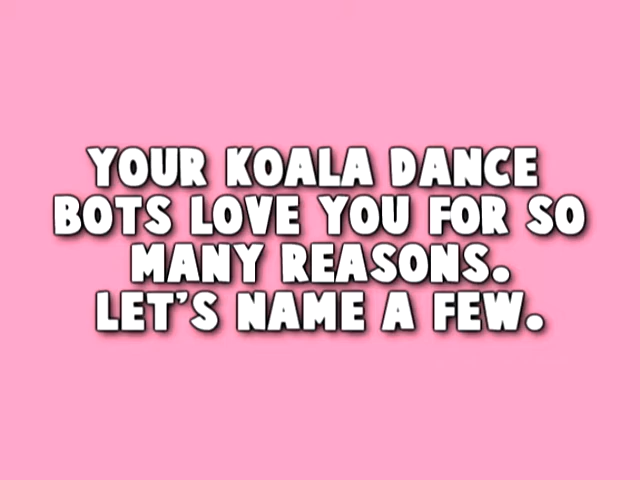 YOUR KOALA DANCE
BOTS LOVE YOU FOR SO
MANY REASONS.
LET'S NAME A FEW.